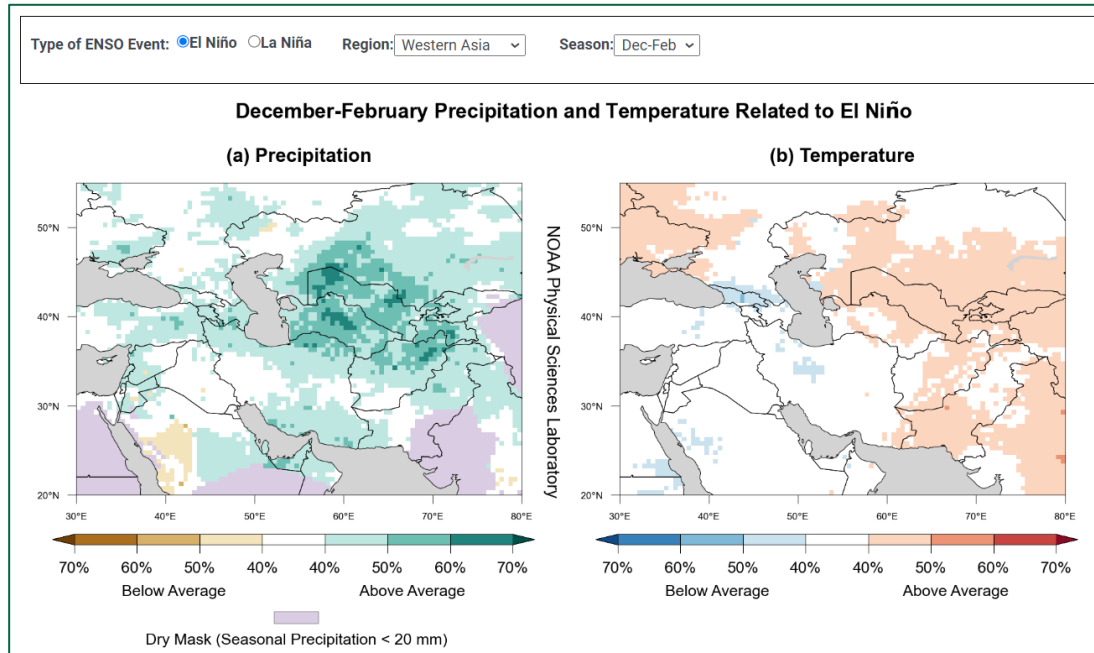 Type of ENSO Event: El Niño La Niña Region: Western Asia Season: Dec-Feb
December-February Precipitation and Temperature Related to El Niño
(a) Precipitation
50°N
40°N
30°N
20°N
30°E 40°E 50°E 60°E 70°E 80°E
70% 60% 50% 40% 40% 50% 60% 70%
Below Average Above Average
Dry Mask (Seasonal Precipitation < 20 mm)
NOAA Physical Sciences Laboratory
(b) Temperature
50°N
40°N
30°N
20°N
30°E 40°E 50°E 60°E 70°E 80°E
70% 60% 50% 40% 40% 50% 60% 70%
Below Average Above Average